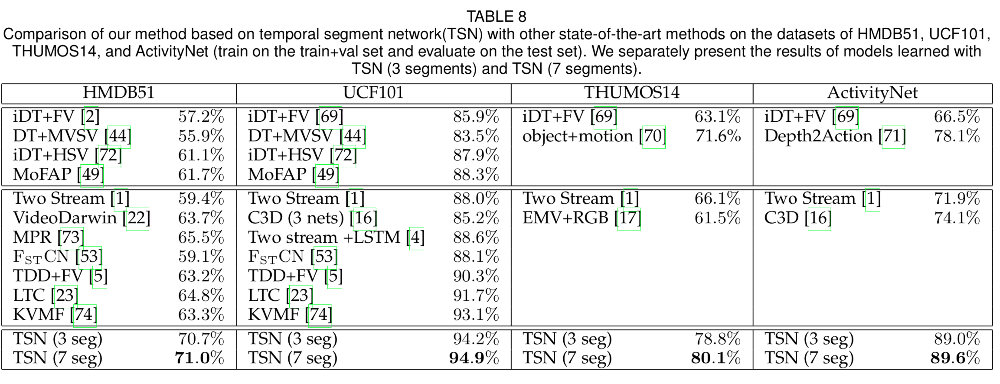 TABLE 8
Comparison of our method based on temporal segment network(TSN) with other state-of-the-art methods on the datasets of HMDB51, UCF101,
THUMOS14, and ActivityNet (train on the train+val set and evaluate on the test set). We separately present the results of models learned with
TSN (3 segments) and TSN (7 segments).
HMDB51 UCF101 THUMOS14 ActivityNet
iDT+FV [2] 57.2% iDT+FV [69] 85.9% iDT+FV [69] 63.1% iDT+FV [69] 66.5%
DT+MVSV [44] 55.9% DT+MVSV [44] 83.5% object+motion [70] 71.6% Depth2Action [71] 78.1%
iDT+HSV [72] 61.1% iDT+HSV [72] 87.9%
MoFAP [49] 61.7% MoFAP [49] 88.3%
Two Stream [1] 59.4% Two Stream [1] 88.0% Two Stream [1] 66.1% Two Stream [1] 71.9%
VideoDarwin [22] 63.7% C3D (3 nets) [16] 85.2% EMV+RGB [17] 61.5% C3D [16] 74.1%
MPR [73] 65.5% Two stream +LSTM [4] 88.6%
FSTCN [53] 59.1% FSTCN [53] 88.1%
TDD+FV [5] 63.2% TDD+FV [5] 90.3%
LTC [23] 64.8% LTC [23] 91.7%
KVMF [74] 63.3% KVMF [74] 93.1%
TSN (3 seg) 70.7% TSN (3 seg) 94.2% TSN (3 seg) 78.8% TSN (3 seg) 89.0%
TSN (7 seg) 71.0% TSN (7 seg) 94.9% TSN (7 seg) 80.1% TSN (7 seg) 89.6%